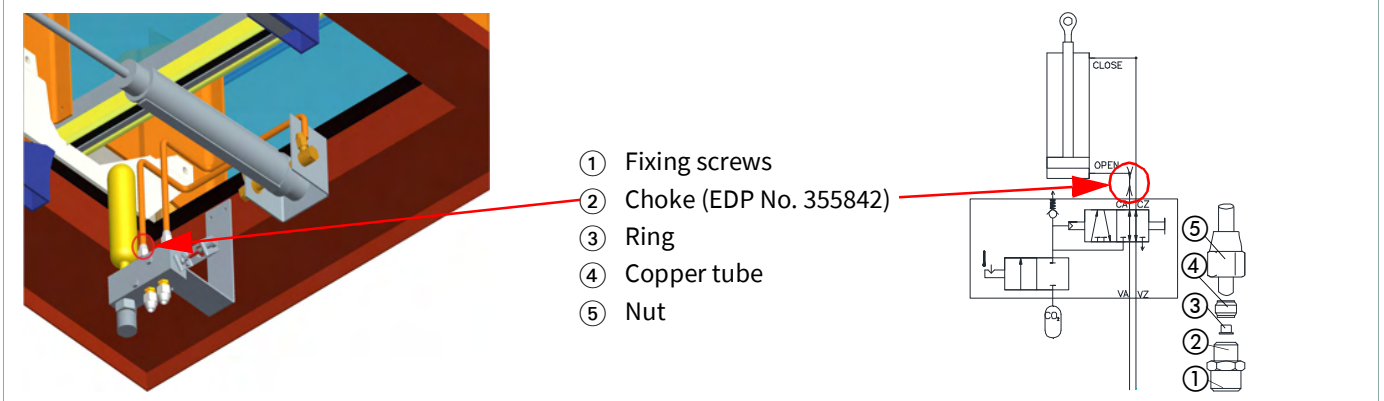 ① Fixing screws
② Choke (EDP No. 355842)
③ Ring
④ Copper tube
⑤ Nut
CLOSE
OPEN
CA CZ
VA VZ
CO₂
⑤
④
③
②
①